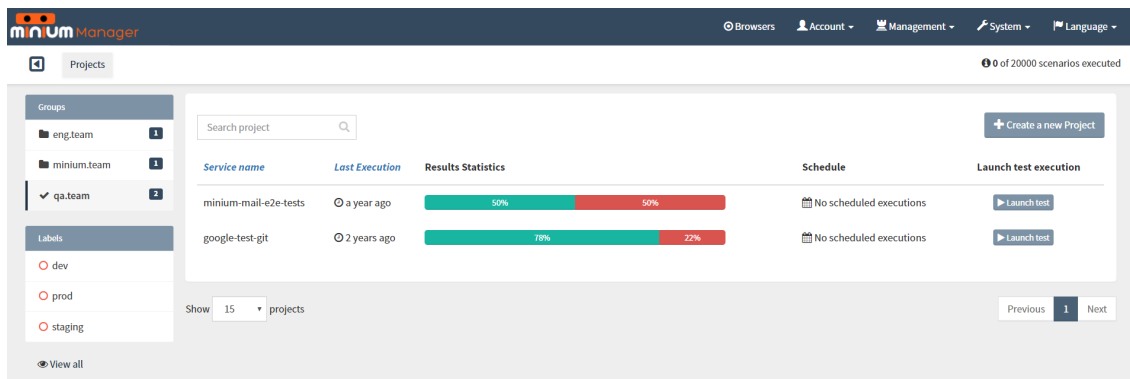 minium Manager
Browsers Account Management System Language
Projects 0 of 20000 scenarios executed
Groups
eng.team 1
minium.team 1
qa.team 2
Labels
dev
prod
staging
View all
Search project Create a new Project
Service name Last Execution Results Statistics Schedule Launch test execution
minium-mail-e2e-tests a year ago 50% 50% No scheduled executions Launch test
google-test-git 2 years ago 78% 22% No scheduled executions Launch test
Show 15 projects Previous 1 Next